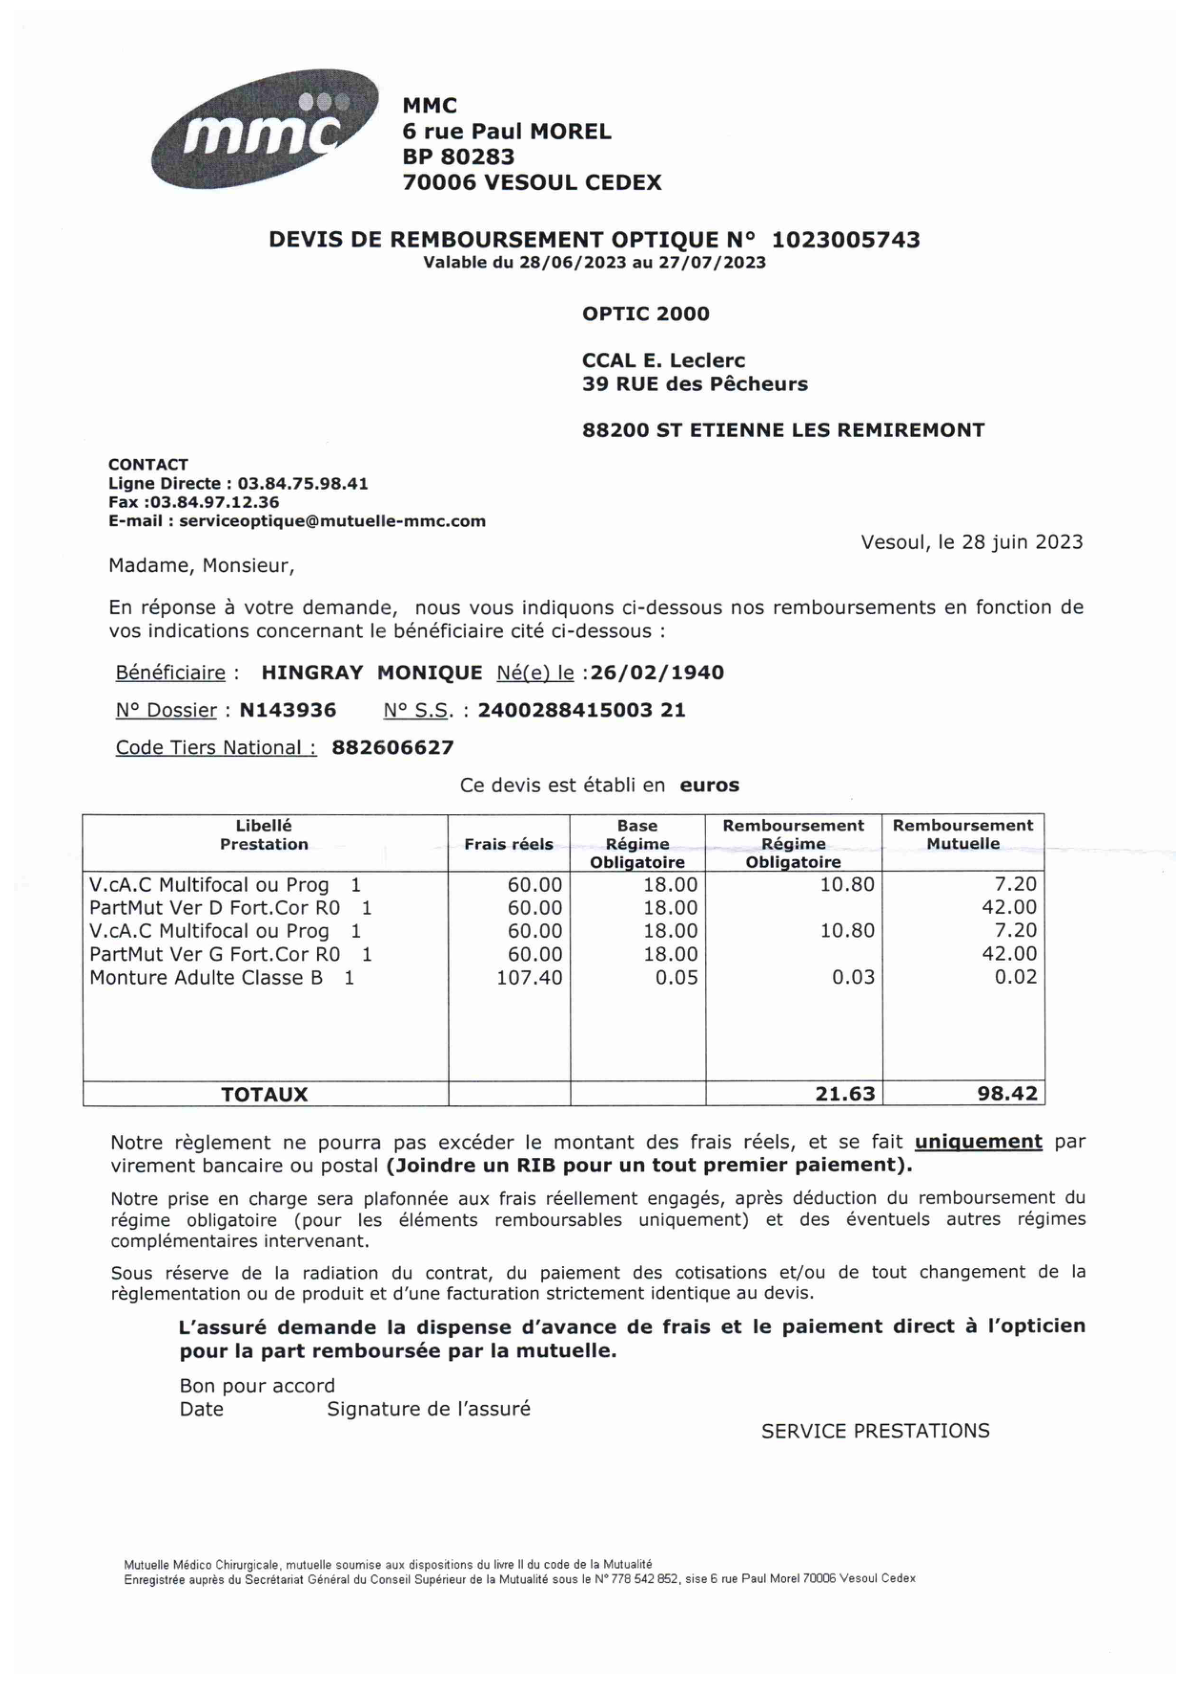 mmc
MMC
6 rue Paul MOREL
BP 80283
70006 VESOUL CEDEX
DEVIS DE REMBOURSEMENT OPTIQUE N° 1023005743
Valable du 28/06/2023 au 27/07/2023
OPTIC 2000
CCAL E. Leclerc
39 RUE des Pêcheurs
88200 ST ETIENNE LES REMIREMONT
CONTACT
Ligne Directe : 03.84.75.98.41
Fax :03.84.97.12.36
E-mail : serviceoptique@mutuelle-mmc.com
Vesoul, le 28 juin 2023
Madame, Monsieur,
En réponse à votre demande, nous vous indiquons ci-dessous nos remboursements en fonction de
vos indications concernant le bénéficiaire cité ci-dessous :
Bénéficiaire : HINGRAY MONIQUE Né(e) le :26/02/1940
N° Dossier : N143936 N° S.S. : 2400288415003 21
Code Tiers National : 882606627
Ce devis est établi en euros
Libellé Prestation Frais réels Base Régime Obligatoire Remboursement Régime Obligatoire Remboursement Mutuelle
V.cA.C Multifocal ou Prog 1 60.00 18.00 10.80 7.20
PartMut Ver D Fort.Cor R0 1 60.00 18.00 42.00
V.cA.C Multifocal ou Prog 1 60.00 18.00 10.80 7.20
PartMut Ver G Fort.Cor R0 1 60.00 18.00 42.00
Monture Adulte Classe B 1 107.40 0.05 0.03 0.02
TOTAUX 21.63 98.42
Notre règlement ne pourra pas excéder le montant des frais réels, et se fait uniquement par
virement bancaire ou postal (Joindre un RIB pour un tout premier paiement).
Notre prise en charge sera plafonnée aux frais réellement engagés, après déduction du remboursement du
régime obligatoire (pour les éléments remboursables uniquement) et des éventuels autres régimes
complémentaires intervenant.
Sous réserve de la radiation du contrat, du paiement des cotisations et/ou de tout changement de la
règlementation ou de produit et d'une facturation strictement identique au devis.
L'assuré demande la dispense d'avance de frais et le paiement direct à l'opticien
pour la part remboursée par la mutuelle.
Bon pour accord
Date Signature de l'assuré
SERVICE PRESTATIONS
Mutuelle Médico Chirurgicale, mutuelle soumise aux dispositions du livre II du code de la Mutualité
Enregistrée auprès du Secrétariat Général du Conseil Supérieur de la Mutualité sous le N° 778 542 852, sise 6 rue Paul Morel 70006 Vesoul Cedex